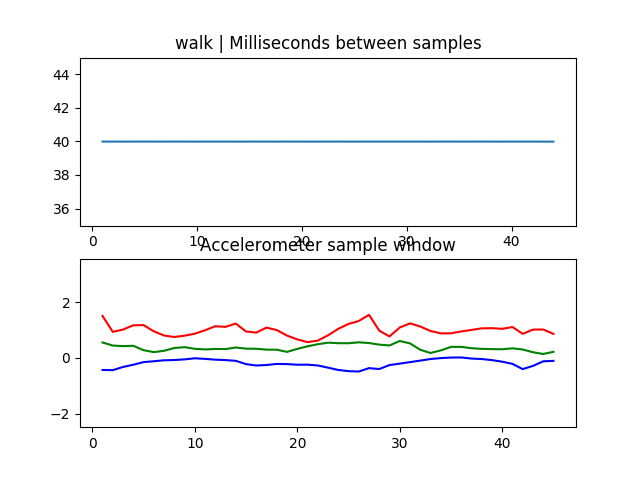 walk | Milliseconds between samples
44
42
40
38
36
0 10 20 30 40
Accelerometer sample window
2
0
−2
0 10 20 30 40